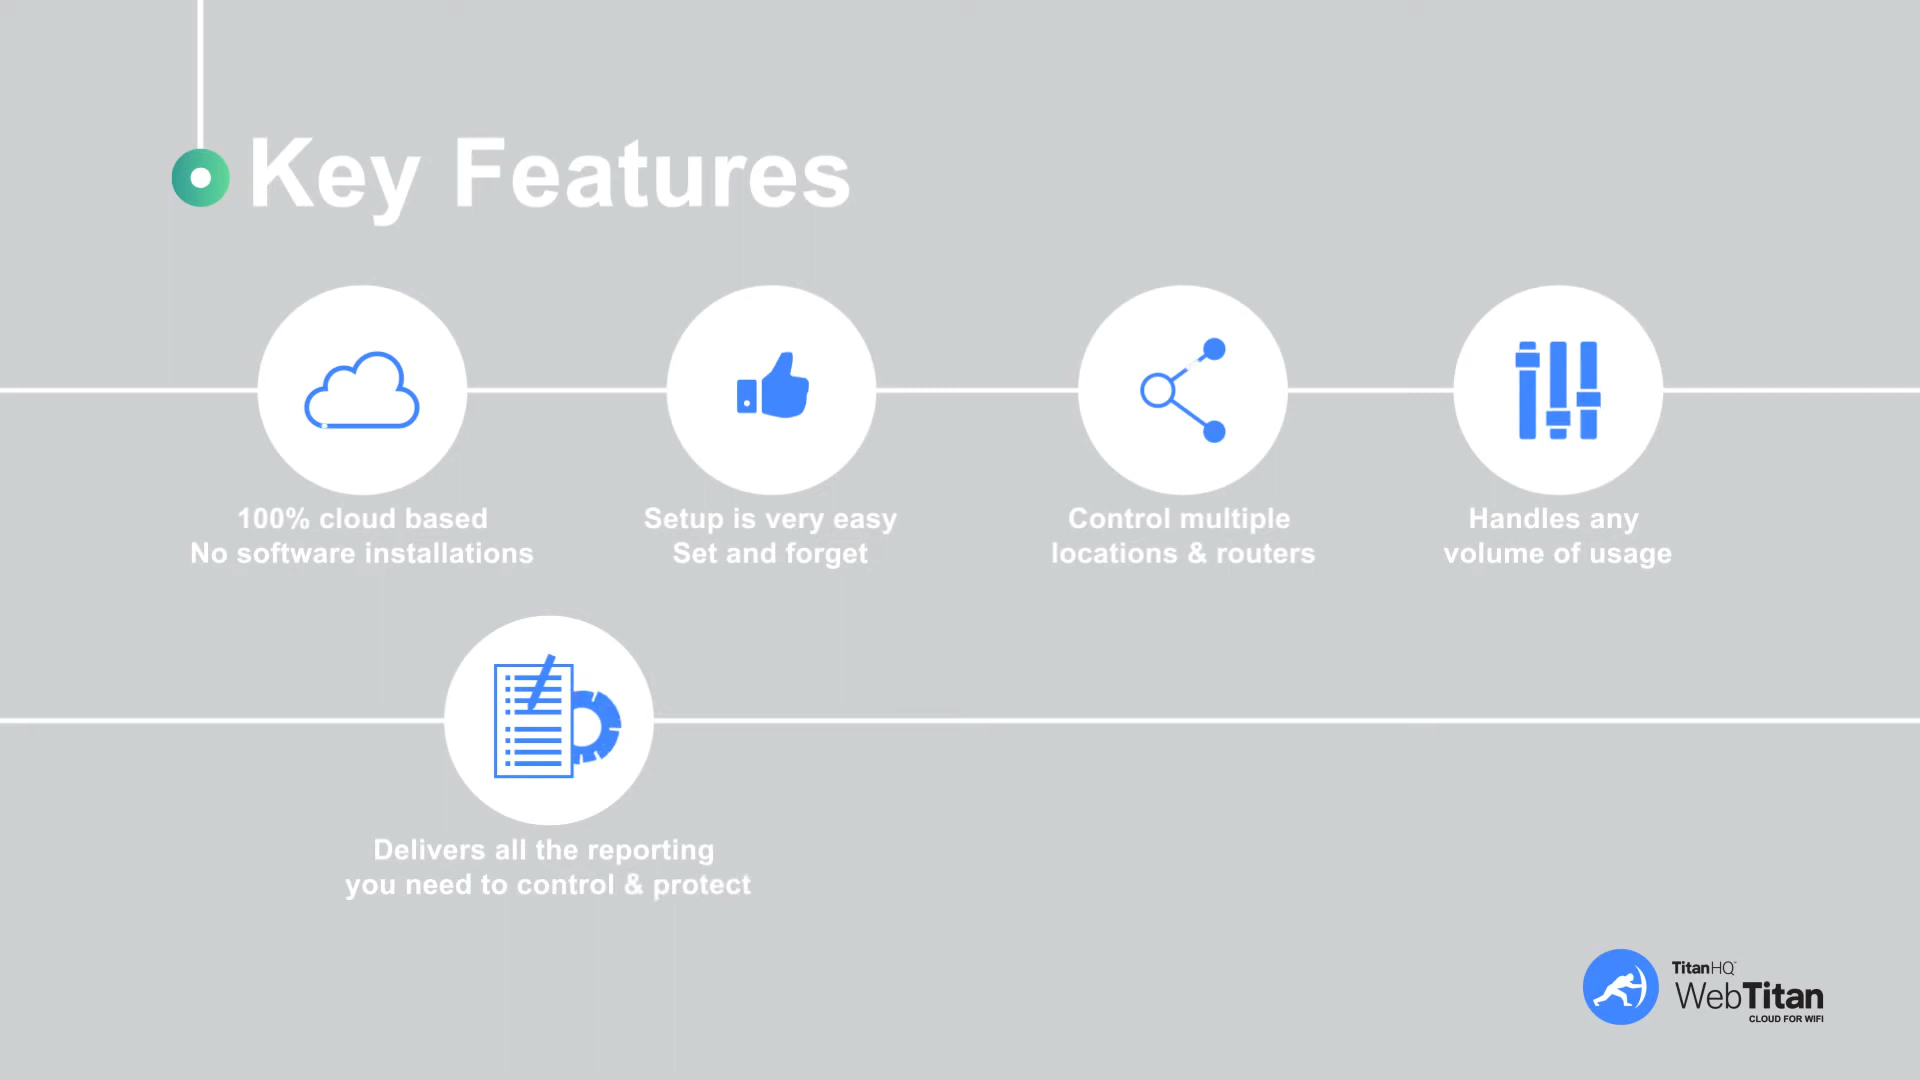 Key Features
100% cloud based
No software installations
Setup is very easy
Set and forget
Control multiple
locations & routers
Handles any
volume of usage
Delivers all the reporting
you need to control & protect
TitanHQ
WebTitan
CLOUD FOR WIFI